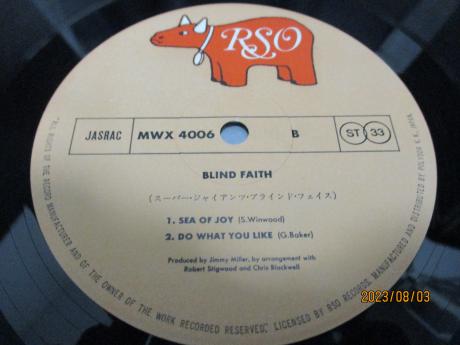 RSO
JASRAC MWX 4006 B ST 33
BLIND FAITH
(スーパー・ジャイアンツ・ブラインド・フェイス)
1. SEA OF JOY (S.Winwood)
2. DO WHAT YOU LIKE (G.Baker)
Produced by Jimmy Miller, by arrangement with
Robert Stigwood and Chris Blackwell
"ALL RIGHTS OF THE RECORD MANUFACTURER AND OF THE OWNER OF THE WORK RECORDED RESERVED". LICENSED BY RSO RECORDS. MANUFACTURED AND DISTRIBUTED BY POLYDOR K.K. JAPAN.
2023/08/03